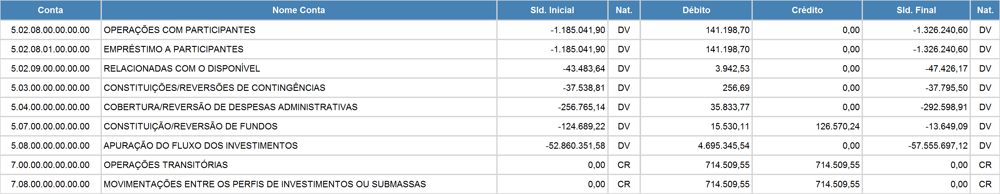 Conta Nome Conta Sld. Inicial Nat. Débito Crédito Sld. Final Nat.
5.02.08.00.00.00.00 OPERAÇÕES COM PARTICIPANTES -1.185.041,90 DV 141.198,70 0,00 -1.326.240,60 DV
5.02.08.01.00.00.00 EMPRÉSTIMO A PARTICIPANTES -1.185.041,90 DV 141.198,70 0,00 -1.326.240,60 DV
5.02.09.00.00.00.00 RELACIONADAS COM O DISPONÍVEL -43.483,64 DV 3.942,53 0,00 -47.426,17 DV
5.03.00.00.00.00.00 CONSTITUIÇÕES/REVERSÕES DE CONTINGÊNCIAS -37.538,81 DV 256,69 0,00 -37.795,50 DV
5.04.00.00.00.00.00 COBERTURA/REVERSÃO DE DESPESAS ADMINISTRATIVAS -256.765,14 DV 35.833,77 0,00 -292.598,91 DV
5.07.00.00.00.00.00 CONSTITUIÇÃO/REVERSÃO DE FUNDOS -124.689,22 DV 15.530,11 126.570,24 -13.649,09 DV
5.08.00.00.00.00.00 APURAÇÃO DO FLUXO DOS INVESTIMENTOS -52.860.351,58 DV 4.695.345,54 0,00 -57.555.697,12 DV
7.00.00.00.00.00.00 OPERAÇÕES TRANSITÓRIAS 0,00 CR 714.509,55 714.509,55 0,00 CR
7.08.00.00.00.00.00 MOVIMENTAÇÕES ENTRE OS PERFIS DE INVESTIMENTOS OU SUBMASSAS 0,00 CR 714.509,55 714.509,55 0,00 CR